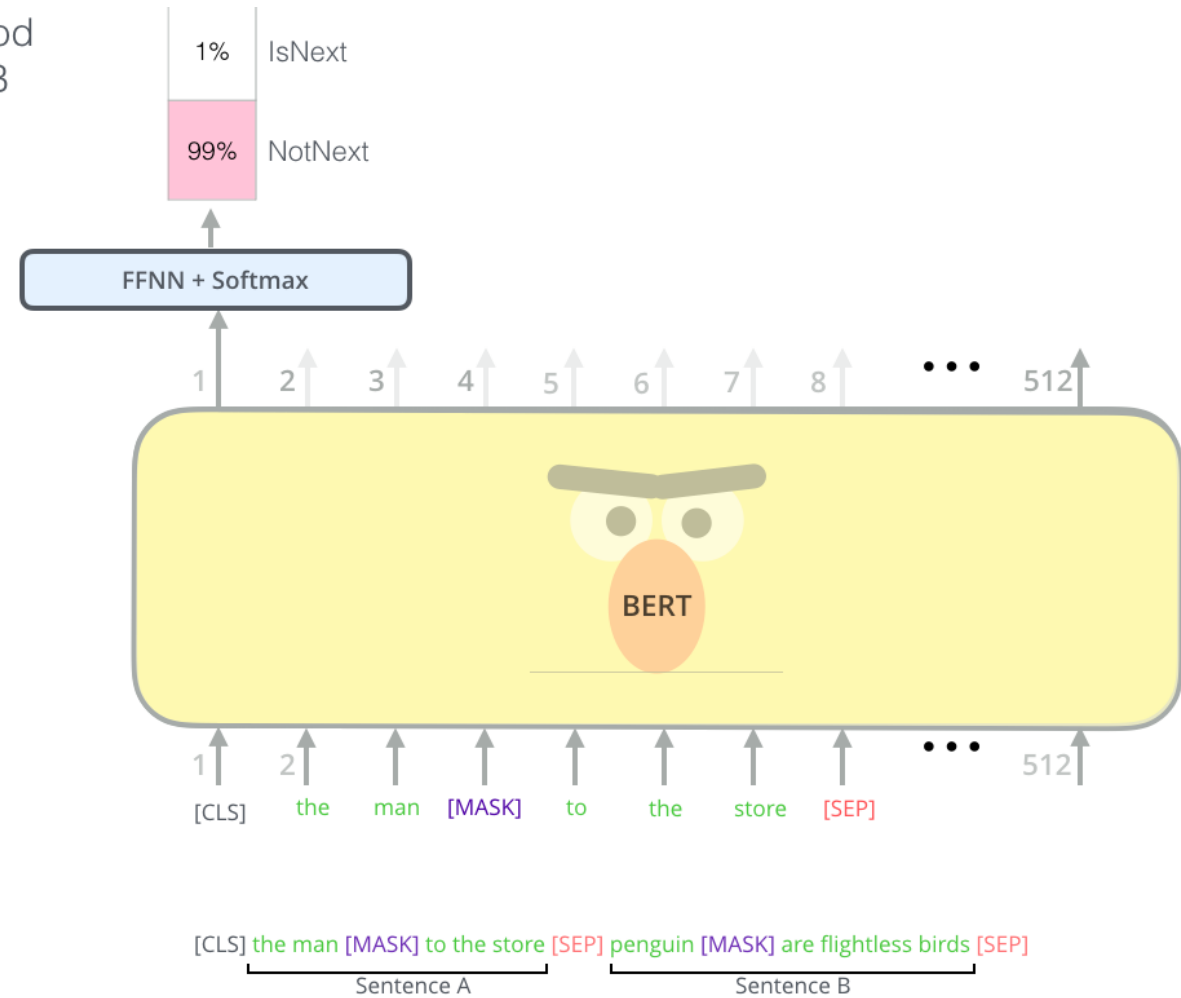 1% IsNext
99% NotNext
FFNN + Softmax
1 2 3 4 5 6 7 8 ••• 512
BERT
1 2 ••• 512
[CLS] the man [MASK] to the store [SEP]
[CLS] the man [MASK] to the store [SEP] penguin [MASK] are flightless birds [SEP]
Sentence A Sentence B